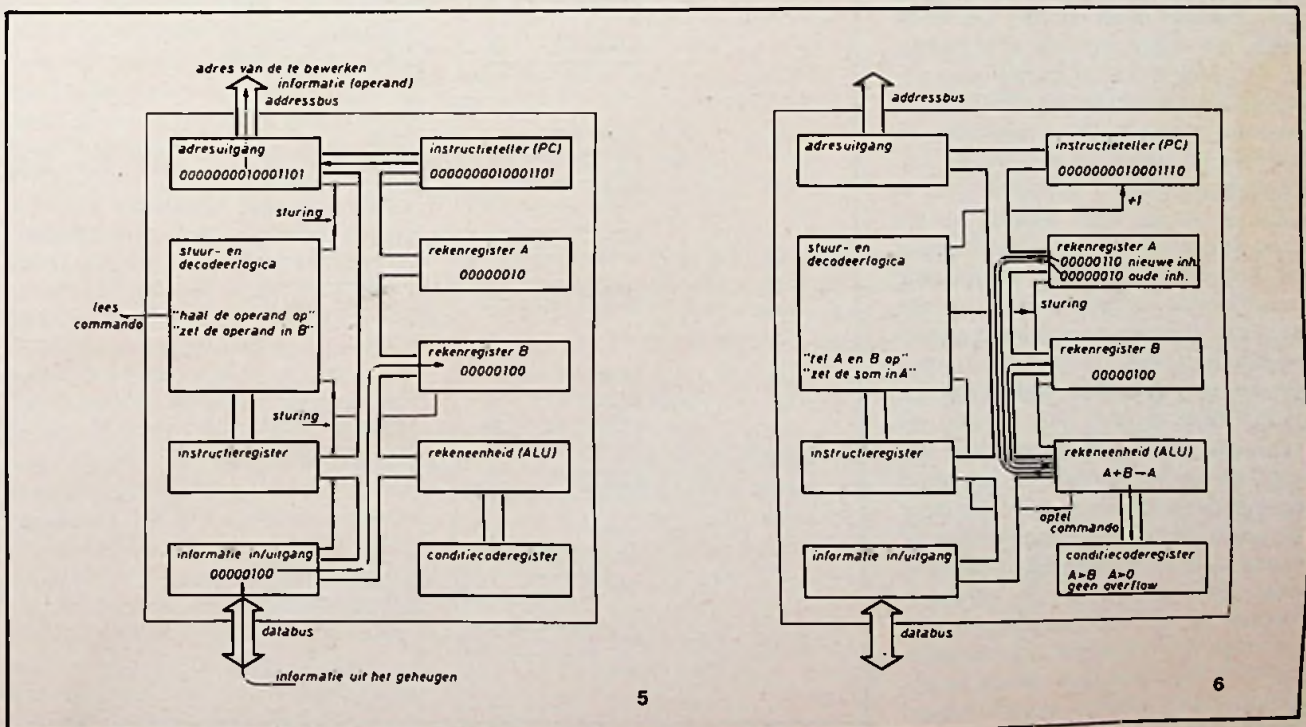 adres van de te bewerken
informatie (operand)
addressbus
adresuitgang
0000000010001101
instructieteller (PC)
0000000010001101
sturing
stuur- en
decodeerlogica
"haal de operand op"
"zet de operand in B"
lees
commando
rekenregister A
00000010
rekenregister B
00000100
sturing
instructieregister
rekeneenheid (ALU)
informatie in/uitgang
00000100
conditiecoderegister
databus
informatie uit het geheugen
5
addressbus
adresuitgang
instructieteller (PC)
0000000010001110
+1
stuur- en
decodeerlogica
"tel A en B op"
"zet de som in A"
rekenregister A
00000110 nieuwe inh.
00000010 oude inh.
sturing
rekenregister B
00000100
instructieregister
rekeneenheid (ALU)
A+B→A
optel
commando
informatie in/uitgang
conditiecoderegister
A>B A>0
geen overflow
databus
6